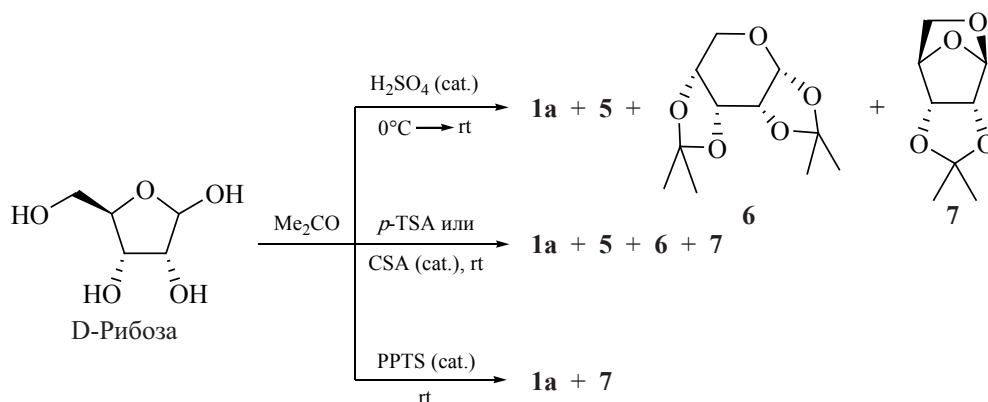 H₂SO₄ (cat.)
0°C → rt
1a + 5 +
O
O
O
O
O
6
+
O
O
O
O
7
HO
O
OH
HO
OH
D-Рибоза
Me₂CO
p-TSA или
CSA (cat.), rt
1a + 5 + 6 + 7
PPTS (cat.)
rt
1a + 7